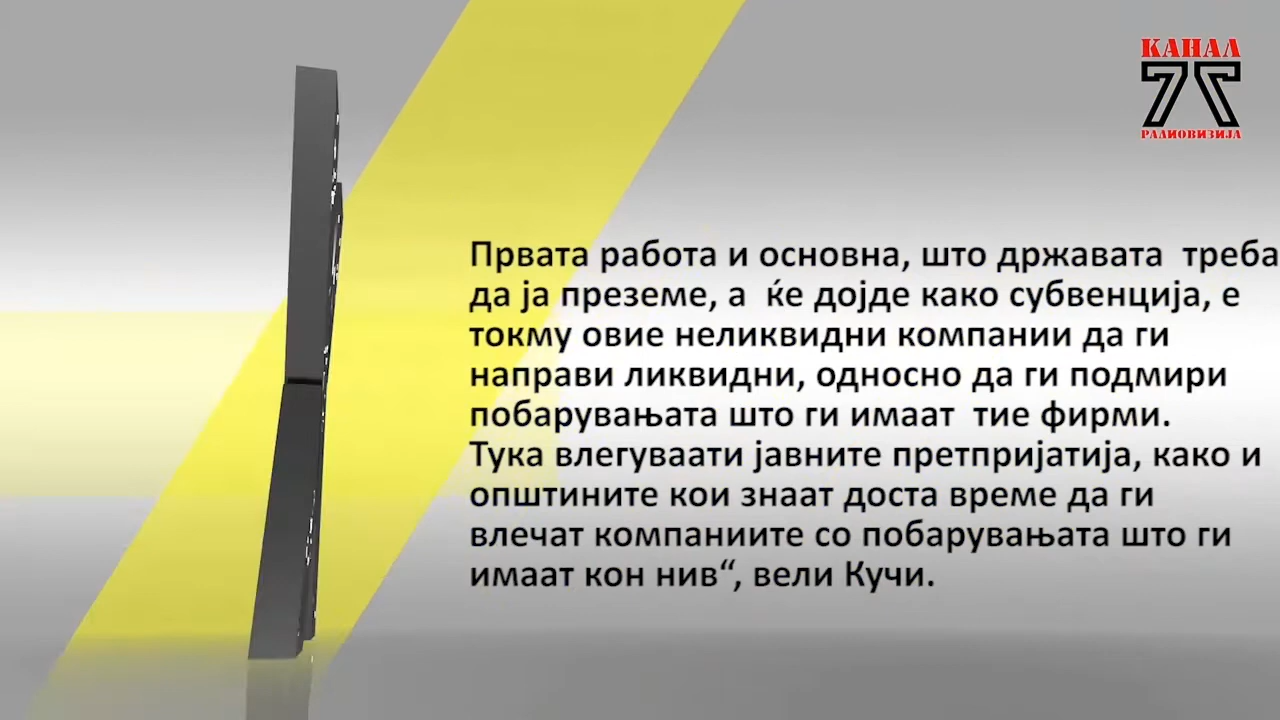 КАНАЛ
77
РАДИОВИЗИЈА
Првата работа и основна, што државата  треба
да ја преземе, а  ќе дојде како субвенција, е
токму овие неликвидни компании да ги
направи ликвидни, односно да ги подмири
побарувањата што ги имаат  тие фирми.
Тука влегуваати јавните претпријатија, како и
општините кои знаат доста време да ги
влечат компаниите со побарувањата што ги
имаат кон нив“, вели Кучи.